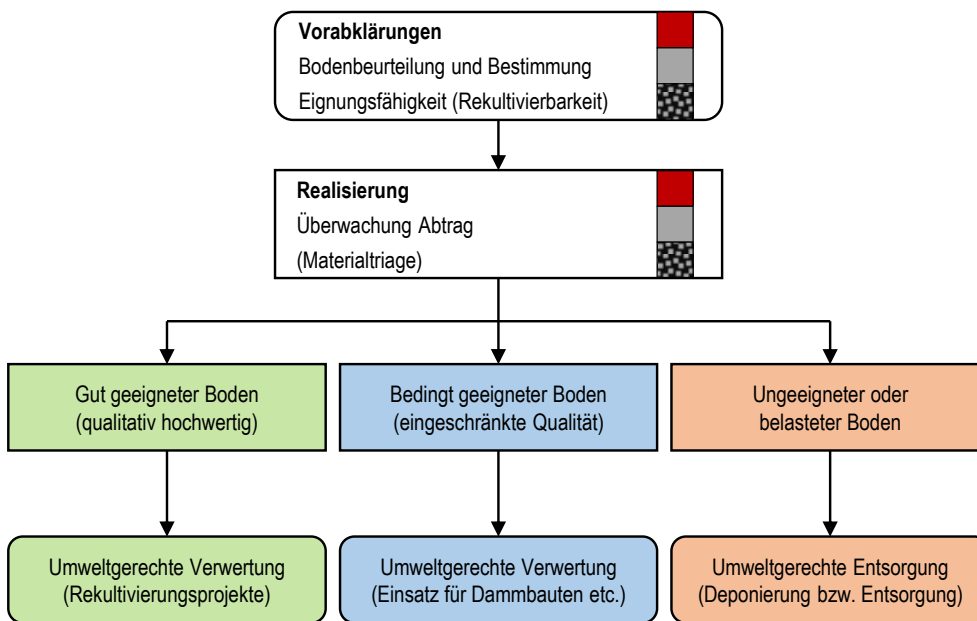 Vorabklärungen
Bodenbeurteilung und Bestimmung
Eignungsfähigkeit (Rekultivierbarkeit)
Realisierung
Überwachung Abtrag
(Materialtriage)
Gut geeigneter Boden
(qualitativ hochwertig)
Bedingt geeigneter Boden
(eingeschränkte Qualität)
Ungeeigneter oder
belasteter Boden
Umweltgerechte Verwertung
(Rekultivierungsprojekte)
Umweltgerechte Verwertung
(Einsatz für Dammbauten etc.)
Umweltgerechte Entsorgung
(Deponierung bzw. Entsorgung)